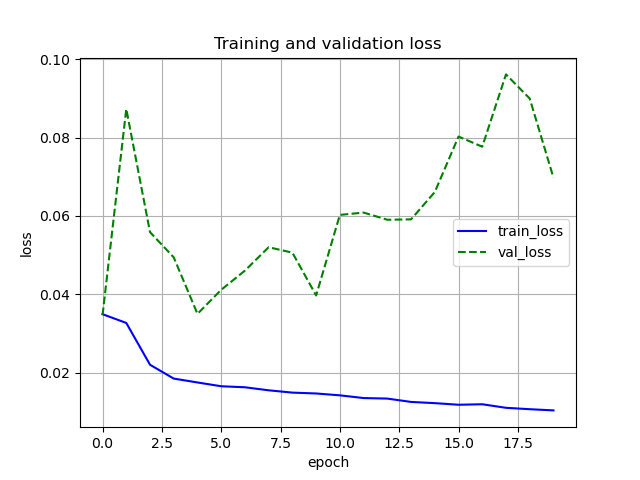 Training and validation loss
0.10
0.08
0.06
0.04
0.02
loss
train_loss
val_loss
0.0 2.5 5.0 7.5 10.0 12.5 15.0 17.5
epoch